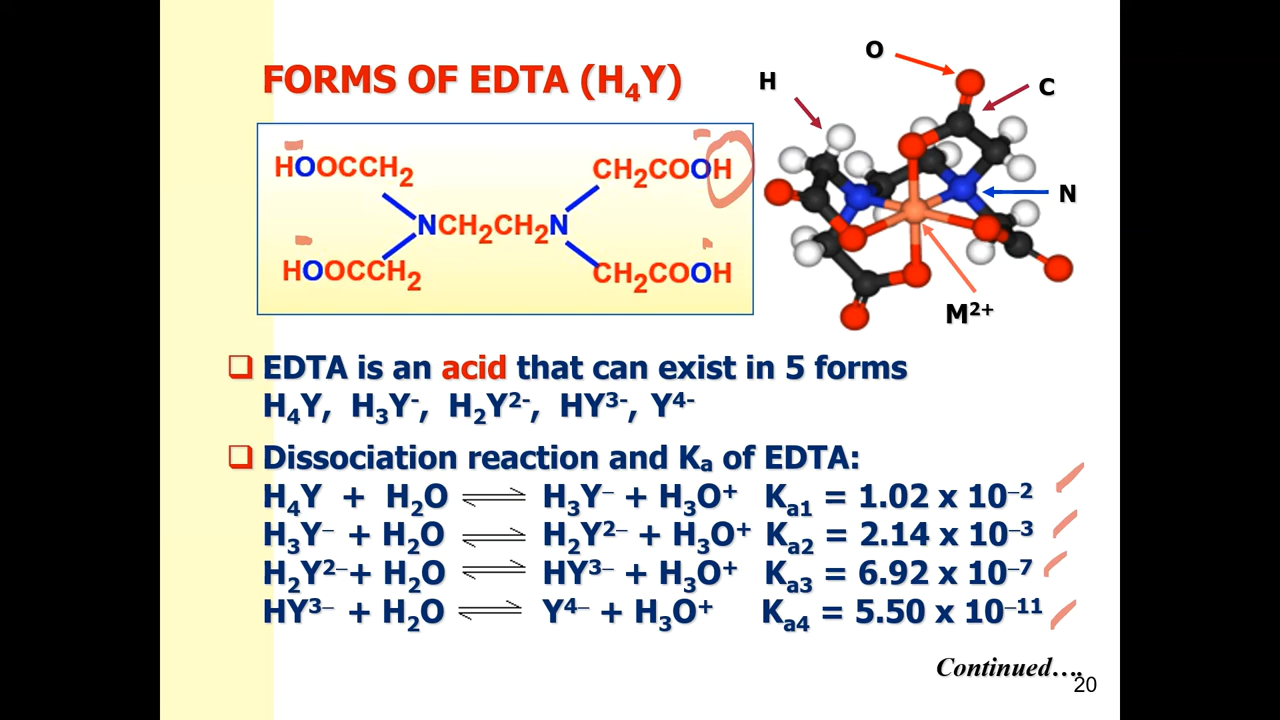 FORMS OF EDTA (H₄Y)
O
H
C
HOOCCH₂
CH₂COOH
NCH₂CH₂N
N
HOOCCH₂
CH₂COOH
M²⁺
❑ EDTA is an acid that can exist in 5 forms
H₄Y, H₃Y⁻, H₂Y²⁻, HY³⁻, Y⁴⁻
❑ Dissociation reaction and Kₐ of EDTA:
H₄Y + H₂O ⇌ H₃Y⁻ + H₃O⁺ Kₐ₁ = 1.02 x 10⁻²
H₃Y⁻ + H₂O ⇌ H₂Y²⁻ + H₃O⁺ Kₐ₂ = 2.14 x 10⁻³
H₂Y²⁻+ H₂O ⇌ HY³⁻ + H₃O⁺ Kₐ₃ = 6.92 x 10⁻⁷
HY³⁻ + H₂O ⇌ Y⁴⁻ + H₃O⁺ Kₐ₄ = 5.50 x 10⁻¹¹
Continued….
20